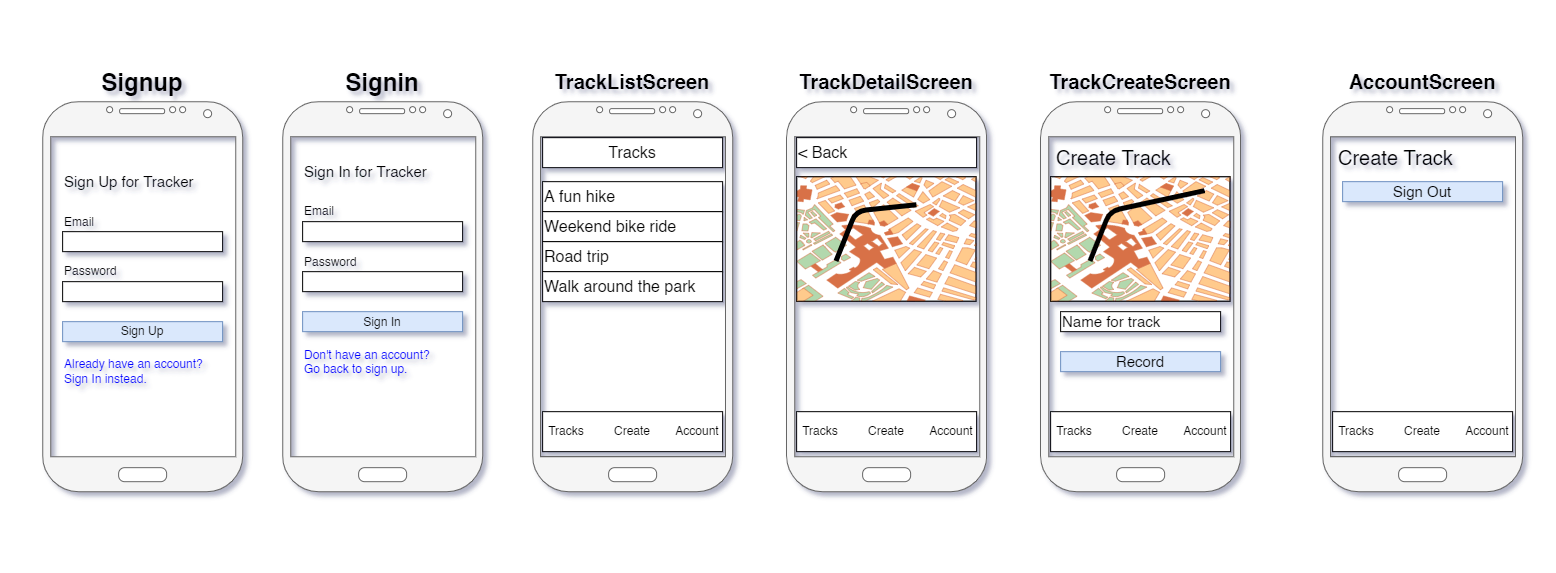 Signup
Sign Up for Tracker
Email
Password
Sign Up
Already have an account?
Sign In instead.
Signin
Sign In for Tracker
Email
Password
Sign In
Don't have an account?
Go back to sign up.
TrackListScreen
Tracks
A fun hike
Weekend bike ride
Road trip
Walk around the park
Tracks Create Account
TrackDetailScreen
< Back
Tracks Create Account
TrackCreateScreen
Create Track
Name for track
Record
Tracks Create Account
AccountScreen
Create Track
Sign Out
Tracks Create Account